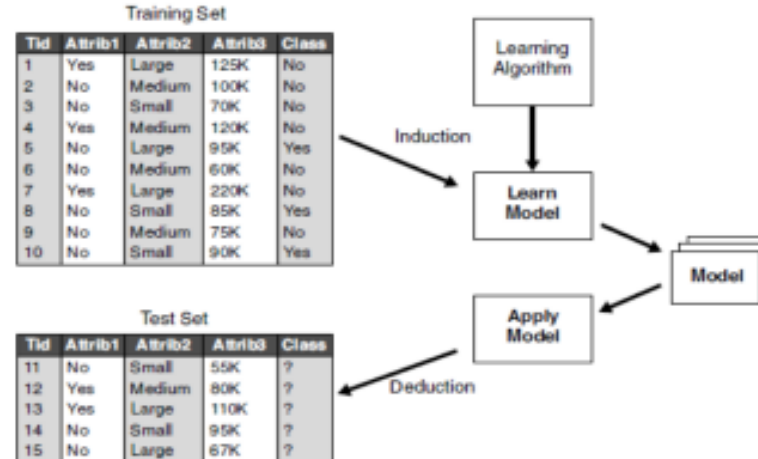 Training Set
Tid Attrib1 Attrib2 Attrib3 Class
1 Yes Large 125K No
2 No Medium 100K No
3 No Small 70K No
4 Yes Medium 120K No
5 No Large 95K Yes
6 No Medium 60K No
7 Yes Large 220K No
8 No Small 85K Yes
9 No Medium 75K No
10 No Small 90K Yes
Learning
Algorithm
Induction
Learn
Model
Model
Apply
Model
Deduction
Test Set
Tid Attrib1 Attrib2 Attrib3 Class
11 No Small 55K ?
12 Yes Medium 80K ?
13 Yes Large 110K ?
14 No Small 95K ?
15 No Large 67K ?